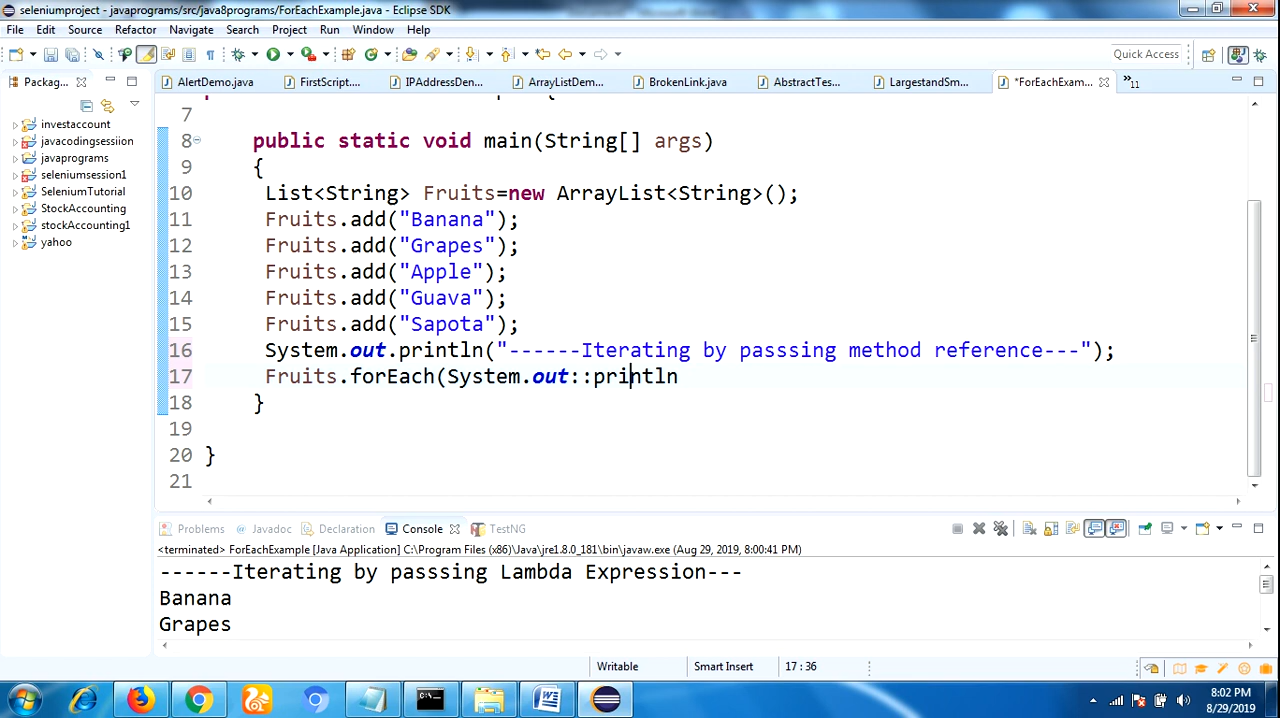 seleniumproject - javaprograms/src/java8programs/ForEachExample.java - Eclipse SDK
File Edit Source Refactor Navigate Search Project Run Window Help
Quick Access
Packag...
AlertDemo.java FirstScript.... IPAddressDen... ArrayListDem... BrokenLink.java AbstractTes... LargestandSm... *ForEachExam... »11
investaccount
javacodingsessiion
javaprograms
seleniumsession1
SeleniumTutorial
StockAccounting
stockAccounting1
yahoo
7
8 public static void main(String[] args)
9 {
10 List<String> Fruits=new ArrayList<String>();
11 Fruits.add("Banana");
12 Fruits.add("Grapes");
13 Fruits.add("Apple");
14 Fruits.add("Guava");
15 Fruits.add("Sapota");
16 System.out.println("------Iterating by passsing method reference---");
17 Fruits.forEach(System.out::println
18 }
19
20 }
21
Problems Javadoc Declaration Console TestNG
<terminated> ForEachExample [Java Application] C:\Program Files (x86)\Java\jre1.8.0_181\bin\javaw.exe (Aug 29, 2019, 8:00:41 PM)
------Iterating by passsing Lambda Expression---
Banana
Grapes
Writable Smart Insert 17 : 36
8:02 PM
8/29/2019